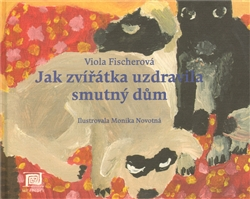 Viola Fischerová
Jak zvířátka uzdravila
smutný dům
Ilustrovala Monika Novotná